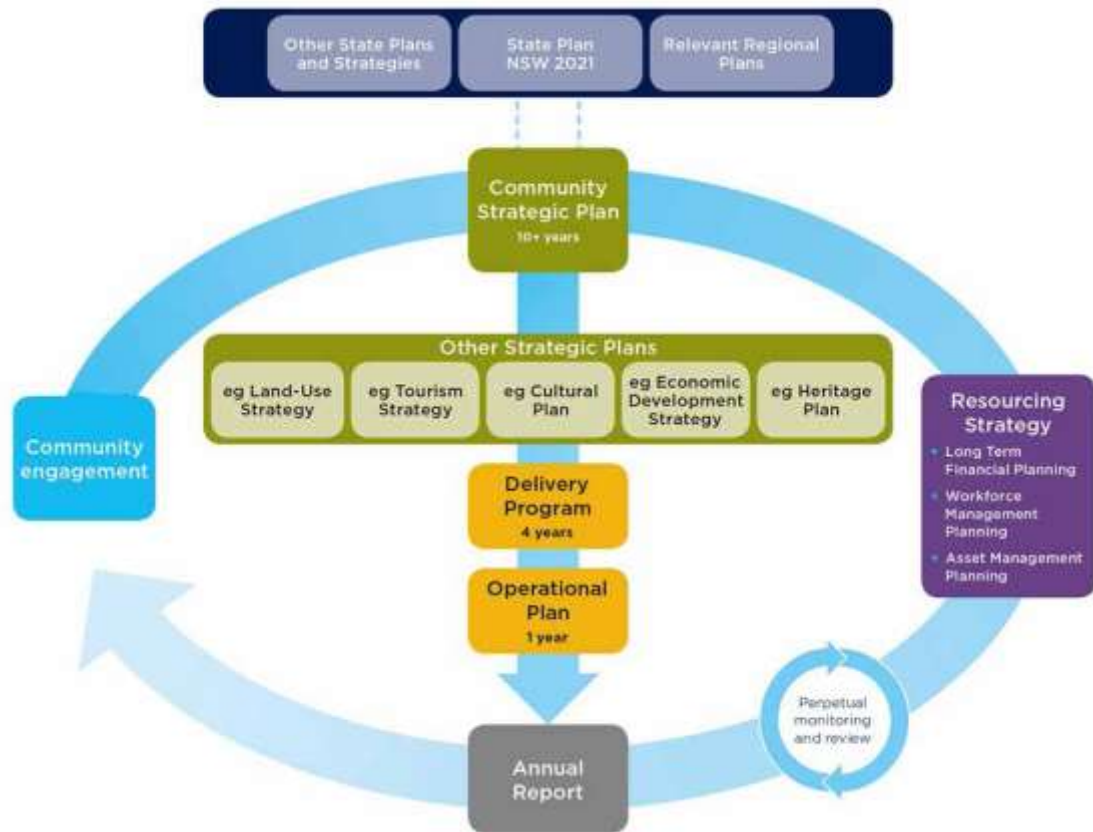 Other State Plans
and Strategies
State Plan
NSW 2021
Relevant Regional
Plans
Community
Strategic Plan
10+ years
Other Strategic Plans
eg Land-Use
Strategy
eg Tourism
Strategy
eg Cultural
Plan
eg Economic
Development
Strategy
eg Heritage
Plan
Community
engagement
Resourcing
Strategy
• Long Term
Financial Planning
• Workforce
Management
Planning
• Asset Management
Planning
Delivery
Program
4 years
Operational
Plan
1 year
Perpetual
monitoring
and review
Annual
Report